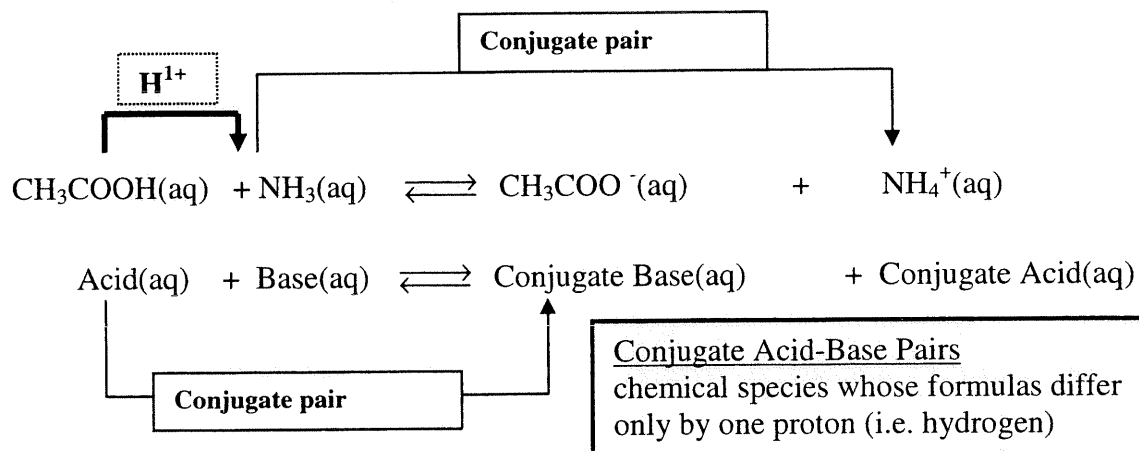 Conjugate pair
H¹⁺
CH₃COOH(aq) + NH₃(aq) ⇌ CH₃COO⁻(aq) + NH₄⁺(aq)
Acid(aq) + Base(aq) ⇌ Conjugate Base(aq) + Conjugate Acid(aq)
Conjugate pair
Conjugate Acid-Base Pairs
chemical species whose formulas differ
only by one proton (i.e. hydrogen)